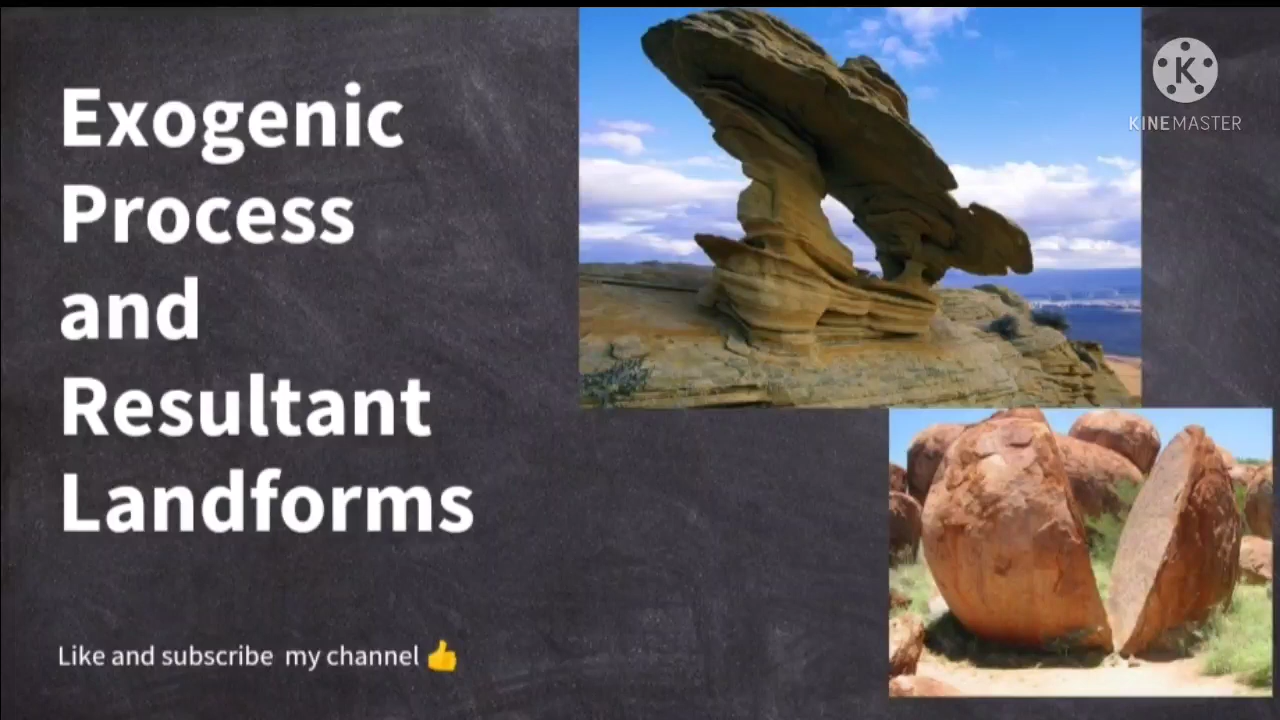 Exogenic
Process
and
Resultant
Landforms
Like and subscribe my channel 👍
K
KINEMASTER